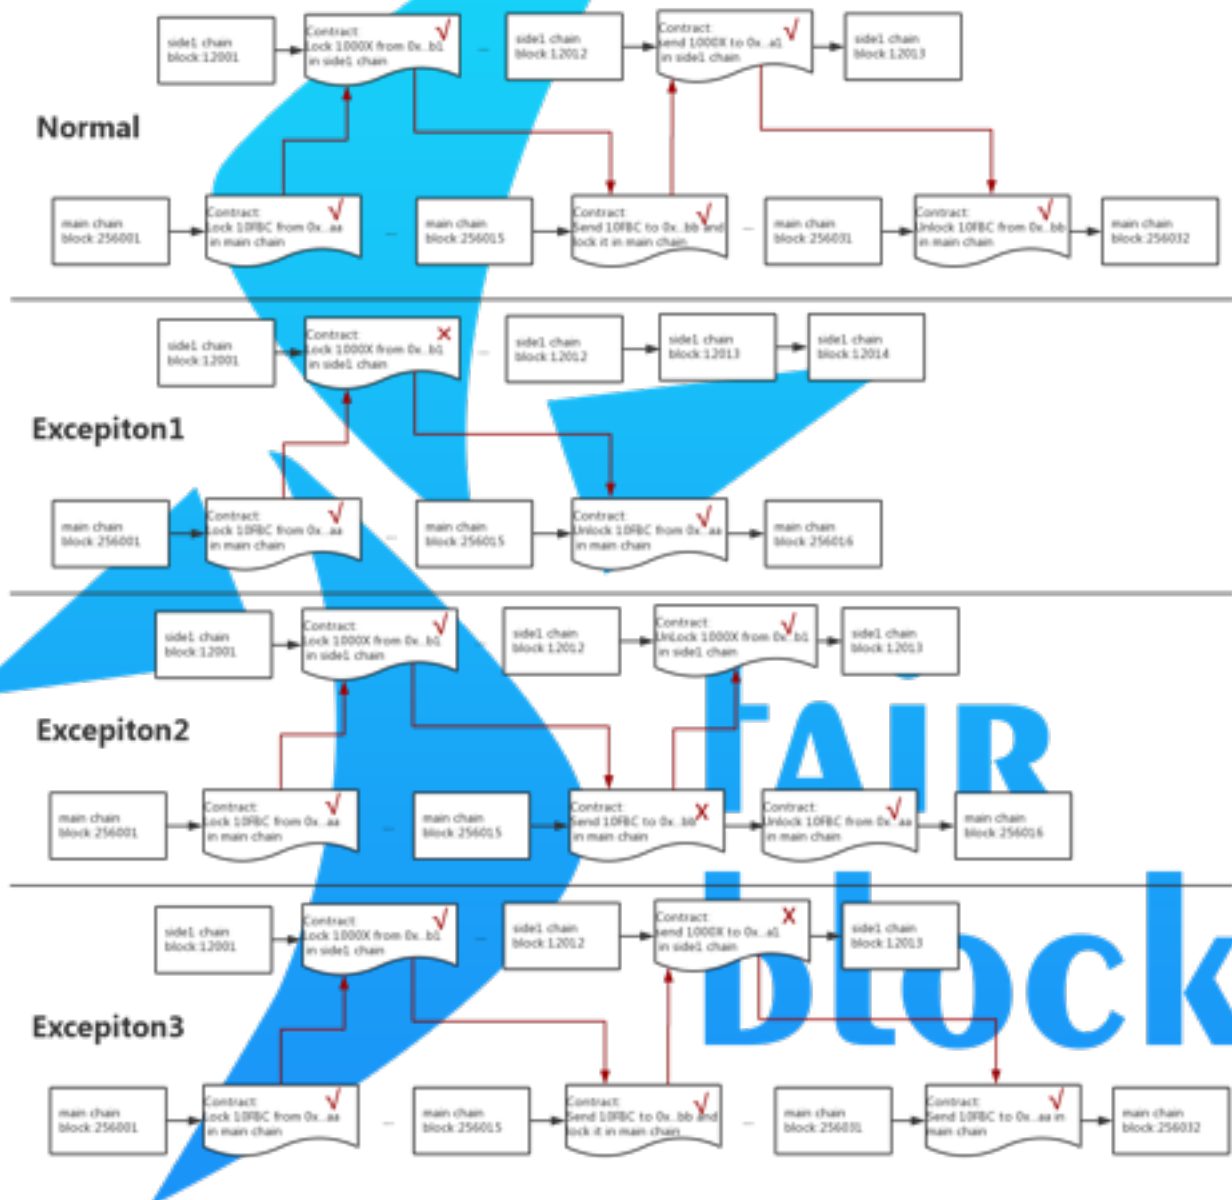 side1 chain
block:12001
Contract:
Lock 1000X from 0x..b1
in side1 chain
...
side1 chain
block:12012
Contract:
send 1000X to 0x..a1
in side1 chain
side1 chain
block:12013
Normal
main chain
block:256001
Contract:
Lock 10FBC from 0x..aa
in main chain
...
main chain
block:256015
Contract:
Send 10FBC to 0x..bb and
lock it in main chain
...
main chain
block:256031
Contract:
Unlock 10FBC from 0x..bb
in main chain
main chain
block:256032
side1 chain
block:12001
Contract:
Lock 1000X from 0x..b1
in side1 chain
...
side1 chain
block:12012
side1 chain
block:12013
side1 chain
block:12014
Excepiton1
main chain
block:256001
Contract:
Lock 10FBC from 0x..aa
in main chain
...
main chain
block:256015
Contract:
Unlock 10FBC from 0x..aa
in main chain
main chain
block:256016
side1 chain
block:12001
Contract:
Lock 1000X from 0x..b1
in side1 chain
side1 chain
block:12012
Contract:
UnLock 1000X from 0x..b1
in side1 chain
side1 chain
block:12013
Excepiton2
fair
main chain
block:256001
Contract:
Lock 10FBC from 0x..aa
in main chain
...
main chain
block:256015
Contract:
Send 10FBC to 0x..bb
in main chain
Contract:
Unlock 10FBC from 0x..aa
in main chain
main chain
block:256016
side1 chain
block:12001
Contract:
Lock 1000X from 0x..b1
in side1 chain
...
side1 chain
block:12012
Contract:
send 1000X to 0x..a1
in side1 chain
side1 chain
block:12013
block
Excepiton3
main chain
block:256001
Contract:
Lock 10FBC from 0x..aa
in main chain
...
main chain
block:256015
Contract:
Send 10FBC to 0x..bb and
lock it in main chain
...
main chain
block:256031
Contract:
Send 10FBC to 0x..aa in
main chain
main chain
block:256032